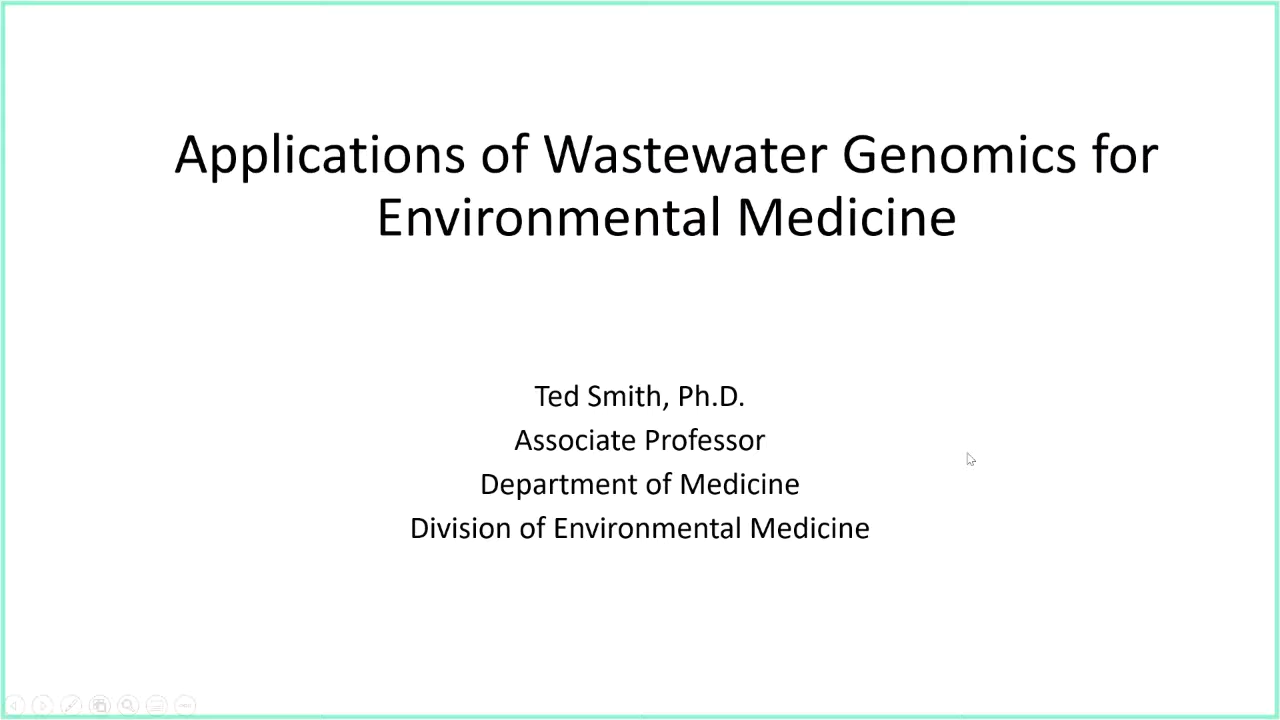 Applications of Wastewater Genomics for
Environmental Medicine
Ted Smith, Ph.D.
Associate Professor
Department of Medicine
Division of Environmental Medicine